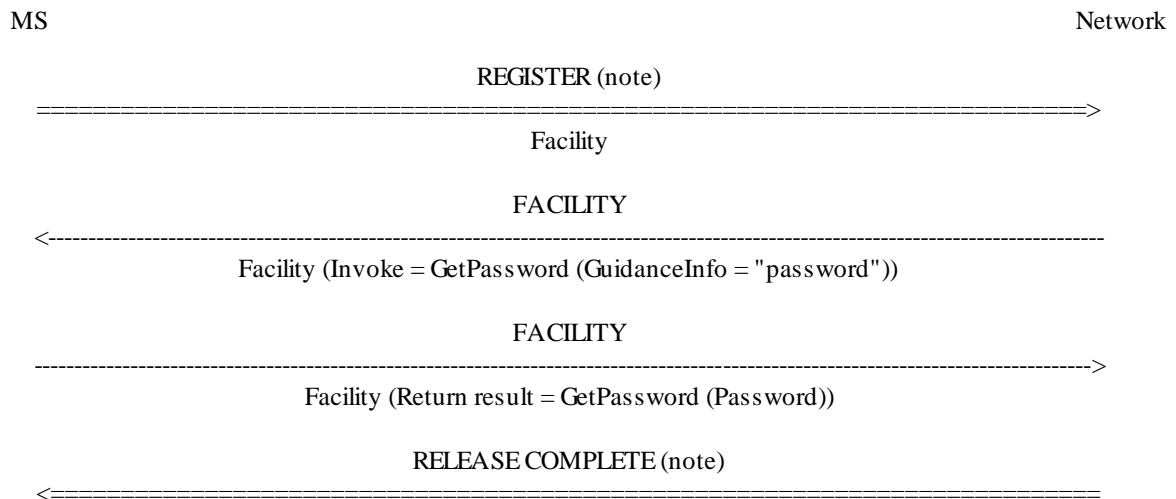 MS Network
REGISTER (note)
=========================================================================>
Facility
FACILITY
<------------------------------------------------------------------------------------------------------------------------------------
Facility (Invoke = GetPassword (GuidanceInfo = "password"))
FACILITY
------------------------------------------------------------------------------------------------------------------------------------>
Facility (Return result = GetPassword (Password))
RELEASE COMPLETE (note)
<=========================================================================